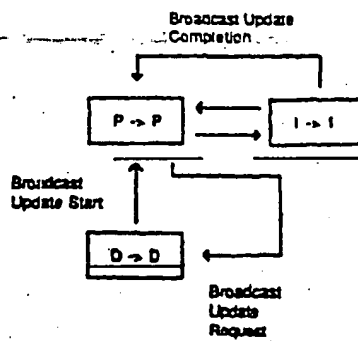 Broadcast Update
Completion
P -> P
I -> I
Broadcast
Update Start
D -> D
Broadcast
Update
Request